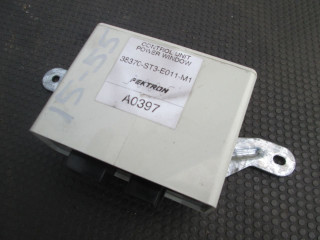 CONTROL UNIT
POWER WINDOW
38370-ST3-E011-M1
PEKTRON
A0397